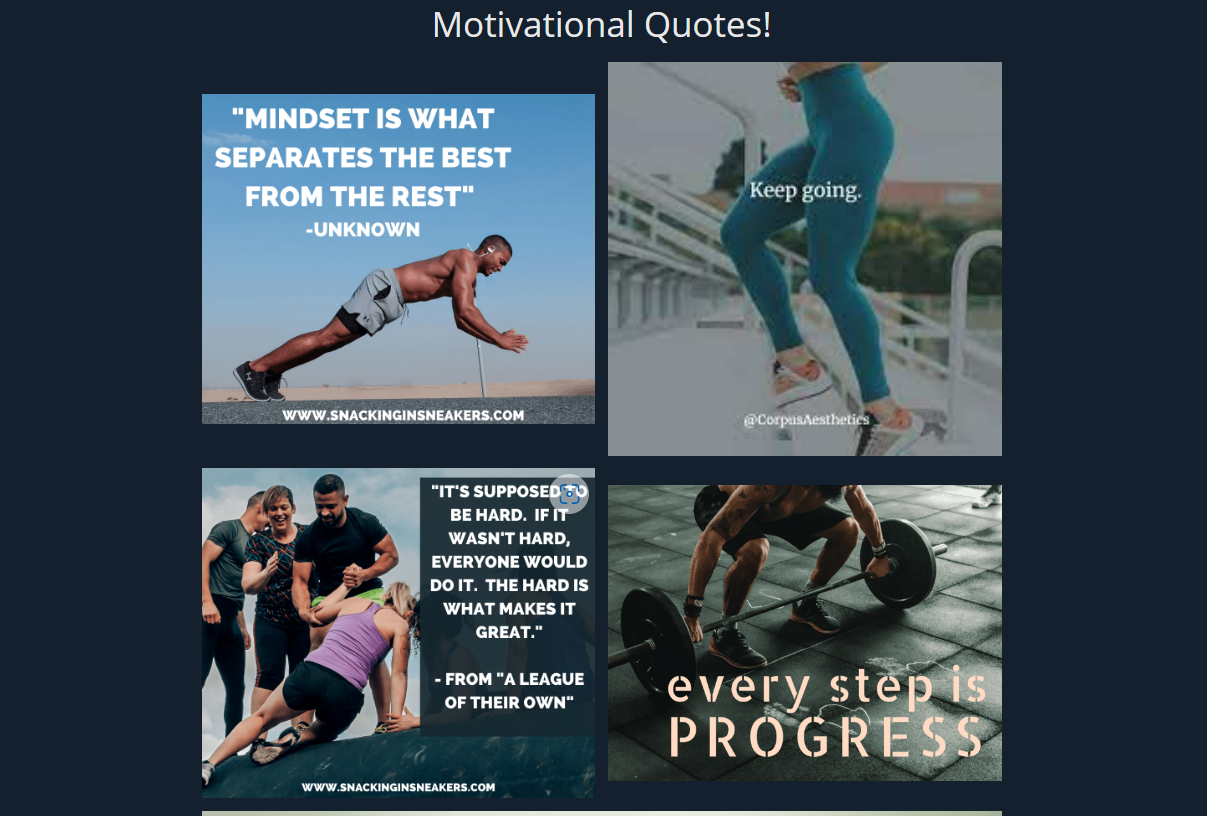 Motivational Quotes!
"MINDSET IS WHAT
SEPARATES THE BEST
FROM THE REST"
-UNKNOWN
WWW.SNACKINGINSNEAKERS.COM
Keep going.
@CorpusAesthetics
"IT'S SUPPOSED TO
BE HARD. IF IT
WASN'T HARD,
EVERYONE WOULD
DO IT. THE HARD IS
WHAT MAKES IT
GREAT."
- FROM "A LEAGUE
OF THEIR OWN"
WWW.SNACKINGINSNEAKERS.COM
every step is
PROGRESS